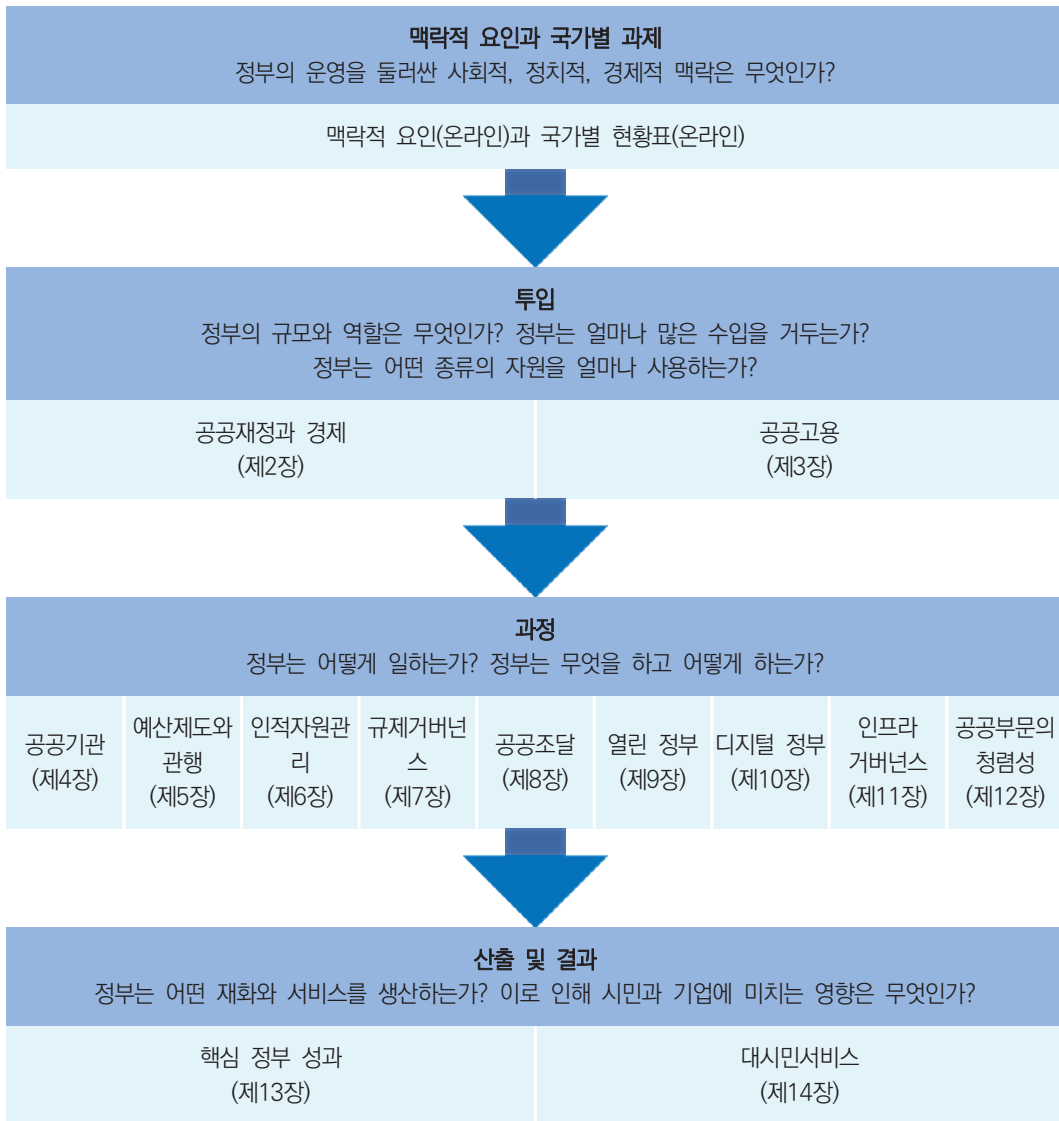 맥락적 요인과 국가별 과제
정부의 운영을 둘러싼 사회적, 정치적, 경제적 맥락은 무엇인가?
맥락적 요인(온라인)과 국가별 현황표(온라인)
투입
정부의 규모와 역할은 무엇인가? 정부는 얼마나 많은 수입을 거두는가?
정부는 어떤 종류의 자원을 얼마나 사용하는가?
공공재정과 경제
(제2장)
공공고용
(제3장)
과정
정부는 어떻게 일하는가? 정부는 무엇을 하고 어떻게 하는가?
공공기관
(제4장)
예산제도와
관행
(제5장)
인적자원관
리
(제6장)
규제거버넌
스
(제7장)
공공조달
(제8장)
열린 정부
(제9장)
디지털 정부
(제10장)
인프라
거버넌스
(제11장)
공공부문의
청렴성
(제12장)
산출 및 결과
정부는 어떤 재화와 서비스를 생산하는가? 이로 인해 시민과 기업에 미치는 영향은 무엇인가?
핵심 정부 성과
(제13장)
대시민서비스
(제14장)